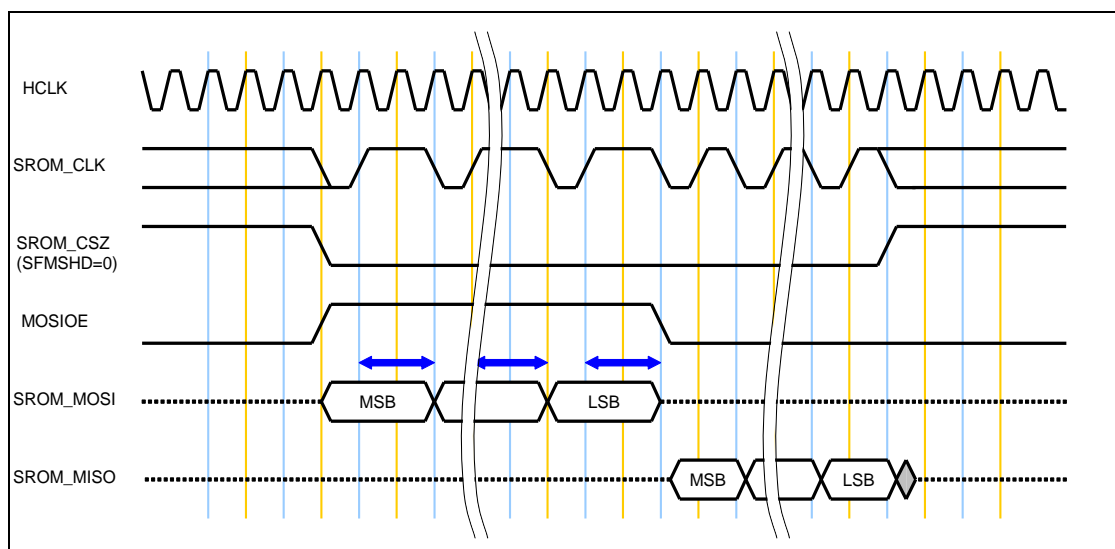 HCLK
SROM_CLK
SROM_CSZ
(SFMSHD=0)
MOSIOE
SROM_MOSI
MSB
LSB
SROM_MISO
MSB
LSB